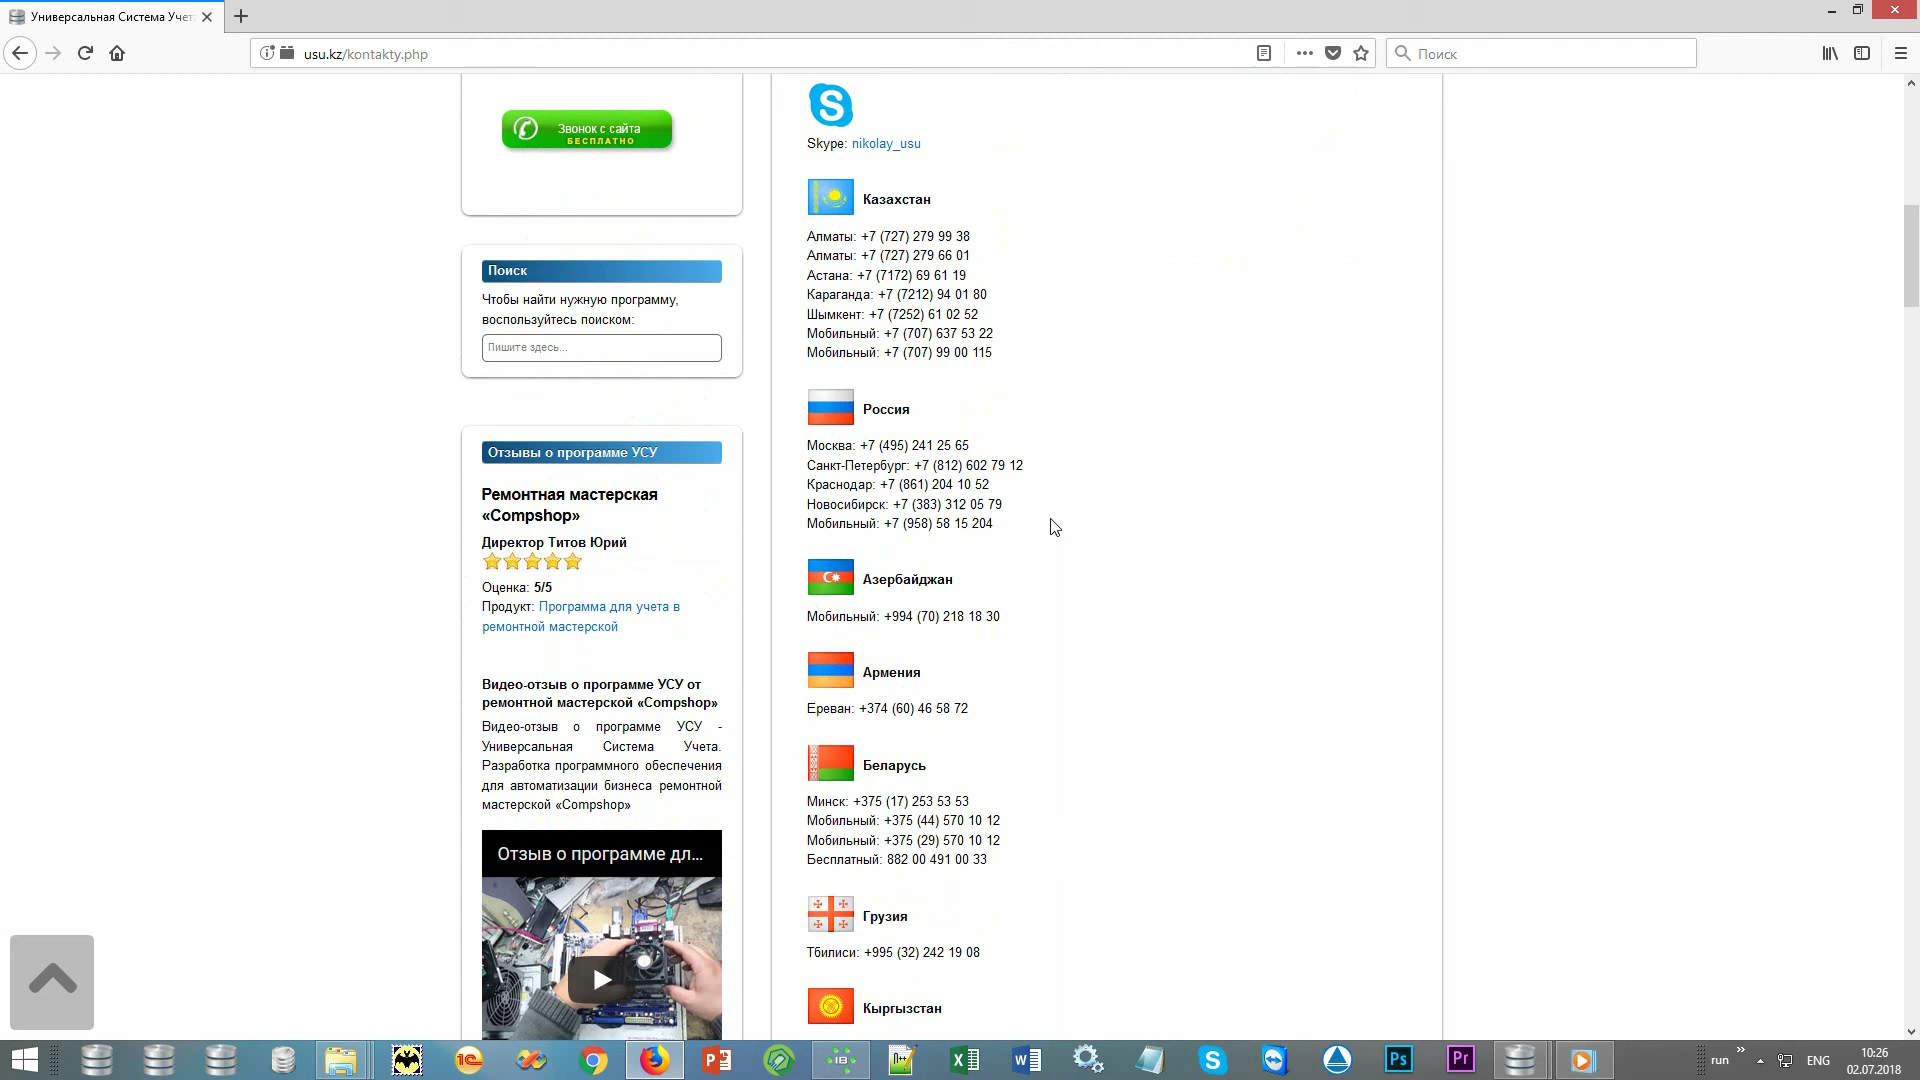 Универсальная Система Учет
usu.kz/kontakty.php
Поиск
Звонок с сайта
БЕСПЛАТНО
Поиск
Чтобы найти нужную программу,
воспользуйтесь поиском:
Пишите здесь...
Отзывы о программе УСУ
Ремонтная мастерская
«Compshop»
Директор Титов Юрий
Оценка: 5/5
Продукт: Программа для учета в
ремонтной мастерской
Видео-отзыв о программе УСУ от
ремонтной мастерской «Compshop»
Видео-отзыв о программе УСУ -
Универсальная Система Учета.
Разработка программного обеспечения
для автоматизации бизнеса ремонтной
мастерской «Compshop»
Отзыв о программе дл...
Skype: nikolay_usu
Казахстан
Алматы: +7 (727) 279 99 38
Алматы: +7 (727) 279 66 01
Астана: +7 (7172) 69 61 19
Караганда: +7 (7212) 94 01 80
Шымкент: +7 (7252) 61 02 52
Мобильный: +7 (707) 637 53 22
Мобильный: +7 (707) 99 00 115
Россия
Москва: +7 (495) 241 25 65
Санкт-Петербург: +7 (812) 602 79 12
Краснодар: +7 (861) 204 10 52
Новосибирск: +7 (383) 312 05 79
Мобильный: +7 (958) 58 15 204
Азербайджан
Мобильный: +994 (70) 218 18 30
Армения
Ереван: +374 (60) 46 58 72
Беларусь
Минск: +375 (17) 253 53 53
Мобильный: +375 (44) 570 10 12
Мобильный: +375 (29) 570 10 12
Бесплатный: 882 00 491 00 33
Грузия
Тбилиси: +995 (32) 242 19 08
Кыргызстан
run
ENG
10:26
02.07.2018